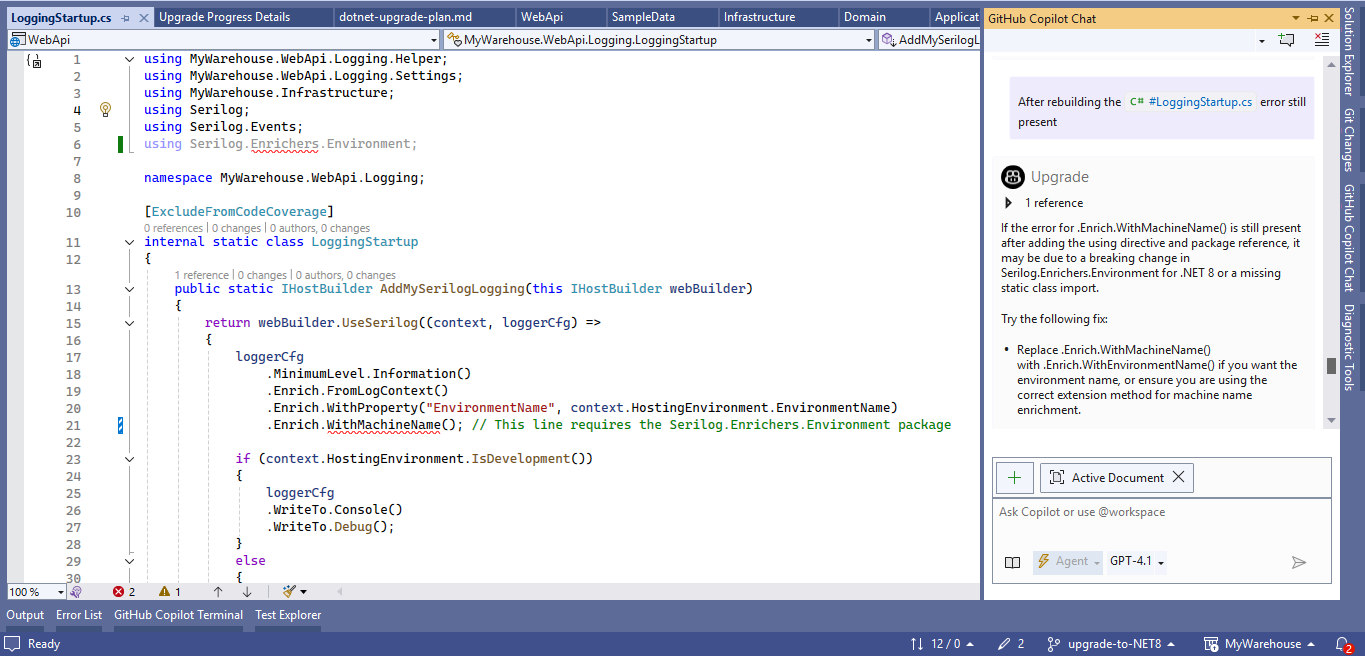 LoggingStartup.cs
Upgrade Progress Details
dotnet-upgrade-plan.md
WebApi
SampleData
Infrastructure
Domain
Applicat
GitHub Copilot Chat
WebApi
MyWarehouse.WebApi.Logging.LoggingStartup
AddMySerilogL
1 using MyWarehouse.WebApi.Logging.Helper;
2 using MyWarehouse.WebApi.Logging.Settings;
3 using MyWarehouse.Infrastructure;
4 using Serilog;
5 using Serilog.Events;
6 using Serilog.Enrichers.Environment;
7
8 namespace MyWarehouse.WebApi.Logging;
9
10 [ExcludeFromCodeCoverage]
0 references | 0 changes | 0 authors, 0 changes
11 internal static class LoggingStartup
12 {
1 reference | 0 changes | 0 authors, 0 changes
13 public static IHostBuilder AddMySerilogLogging(this IHostBuilder webBuilder)
14 {
15 return webBuilder.UseSerilog((context, loggerCfg) =>
16 {
17 loggerCfg
18 .MinimumLevel.Information()
19 .Enrich.FromLogContext()
20 .Enrich.WithProperty("EnvironmentName", context.HostingEnvironment.EnvironmentName)
21 .Enrich.WithMachineName(); // This line requires the Serilog.Enrichers.Environment package
22
23 if (context.HostingEnvironment.IsDevelopment())
24 {
25 loggerCfg
26 .WriteTo.Console()
27 .WriteTo.Debug();
28 }
29 else
30 {
100 %
2
1
After rebuilding the C# #LoggingStartup.cs error still
present
Upgrade
1 reference
If the error for .Enrich.WithMachineName() is still present
after adding the using directive and package reference, it
may be due to a breaking change in
Serilog.Enrichers.Environment for .NET 8 or a missing
static class import.
Try the following fix:
• Replace .Enrich.WithMachineName()
with .Enrich.WithEnvironmentName() if you want the
environment name, or ensure you are using the
correct extension method for machine name
enrichment.
Active Document
Ask Copilot or use @workspace
Agent
GPT-4.1
Solution Explorer
Git Changes
GitHub Copilot Chat
Diagnostic Tools
Output
Error List
GitHub Copilot Terminal
Test Explorer
Ready
12 / 0
2
upgrade-to-NET8
MyWarehouse
2